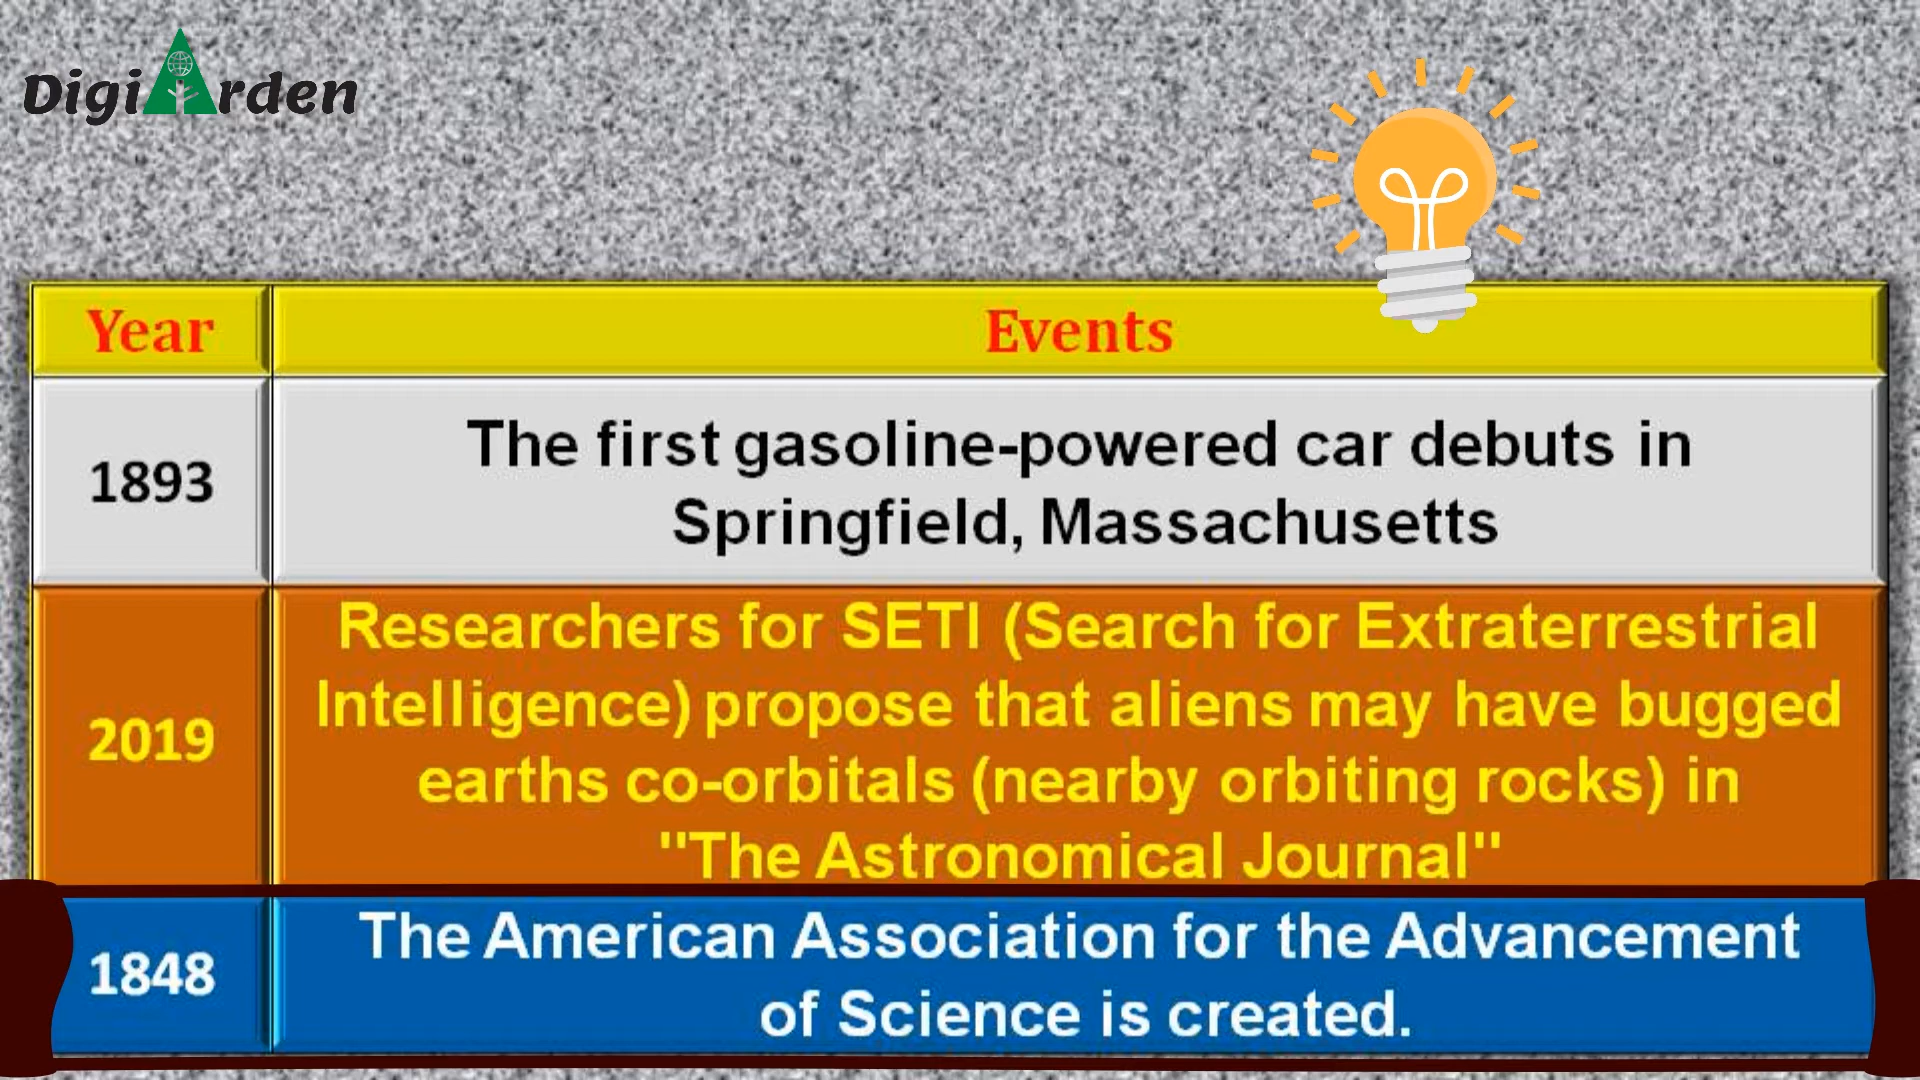 DigiArden
Year
Events
1893
The first gasoline-powered car debuts in
Springfield, Massachusetts
2019
Researchers for SETI (Search for Extraterrestrial
Intelligence) propose that aliens may have bugged
earths co-orbitals (nearby orbiting rocks) in
"The Astronomical Journal"
1848
The American Association for the Advancement
of Science is created.